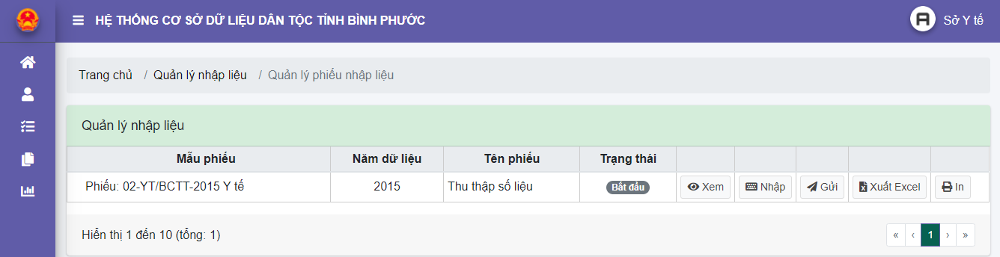 HỆ THỐNG CƠ SỞ DỮ LIỆU DÂN TỘC TỈNH BÌNH PHƯỚC
Sở Y tế
Trang chủ / Quản lý nhập liệu / Quản lý phiếu nhập liệu
Quản lý nhập liệu
Mẫu phiếu Năm dữ liệu Tên phiếu Trạng thái
Phiếu: 02-YT/BCTT-2015 Y tế 2015 Thu thập số liệu Bắt đầu Xem Nhập Gửi Xuất Excel In
Hiển thị 1 đến 10 (tổng: 1) « ‹ 1 › »